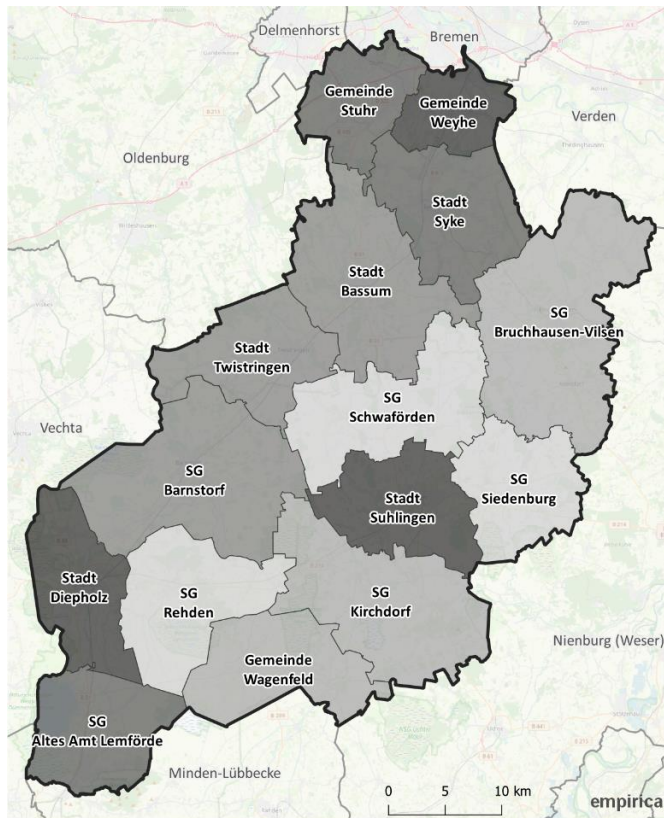 Delmenhorst
Bremen
Gemeinde
Stuhr
Gemeinde
Weyhe
Verden
Oldenburg
Stadt
Syke
Stadt
Bassum
SG
Bruchhausen-Vilsen
Stadt
Twistringen
SG
Schwaförden
Vechta
SG
Barnstorf
Stadt
Suhlingen
SG
Siedenburg
Stadt
Diepholz
SG
Rehden
SG
Kirchdorf
Nienburg (Weser)
Gemeinde
Wagenfeld
SG
Altes Amt Lemförde
Minden-Lübbecke
0 5 10 km
empirica